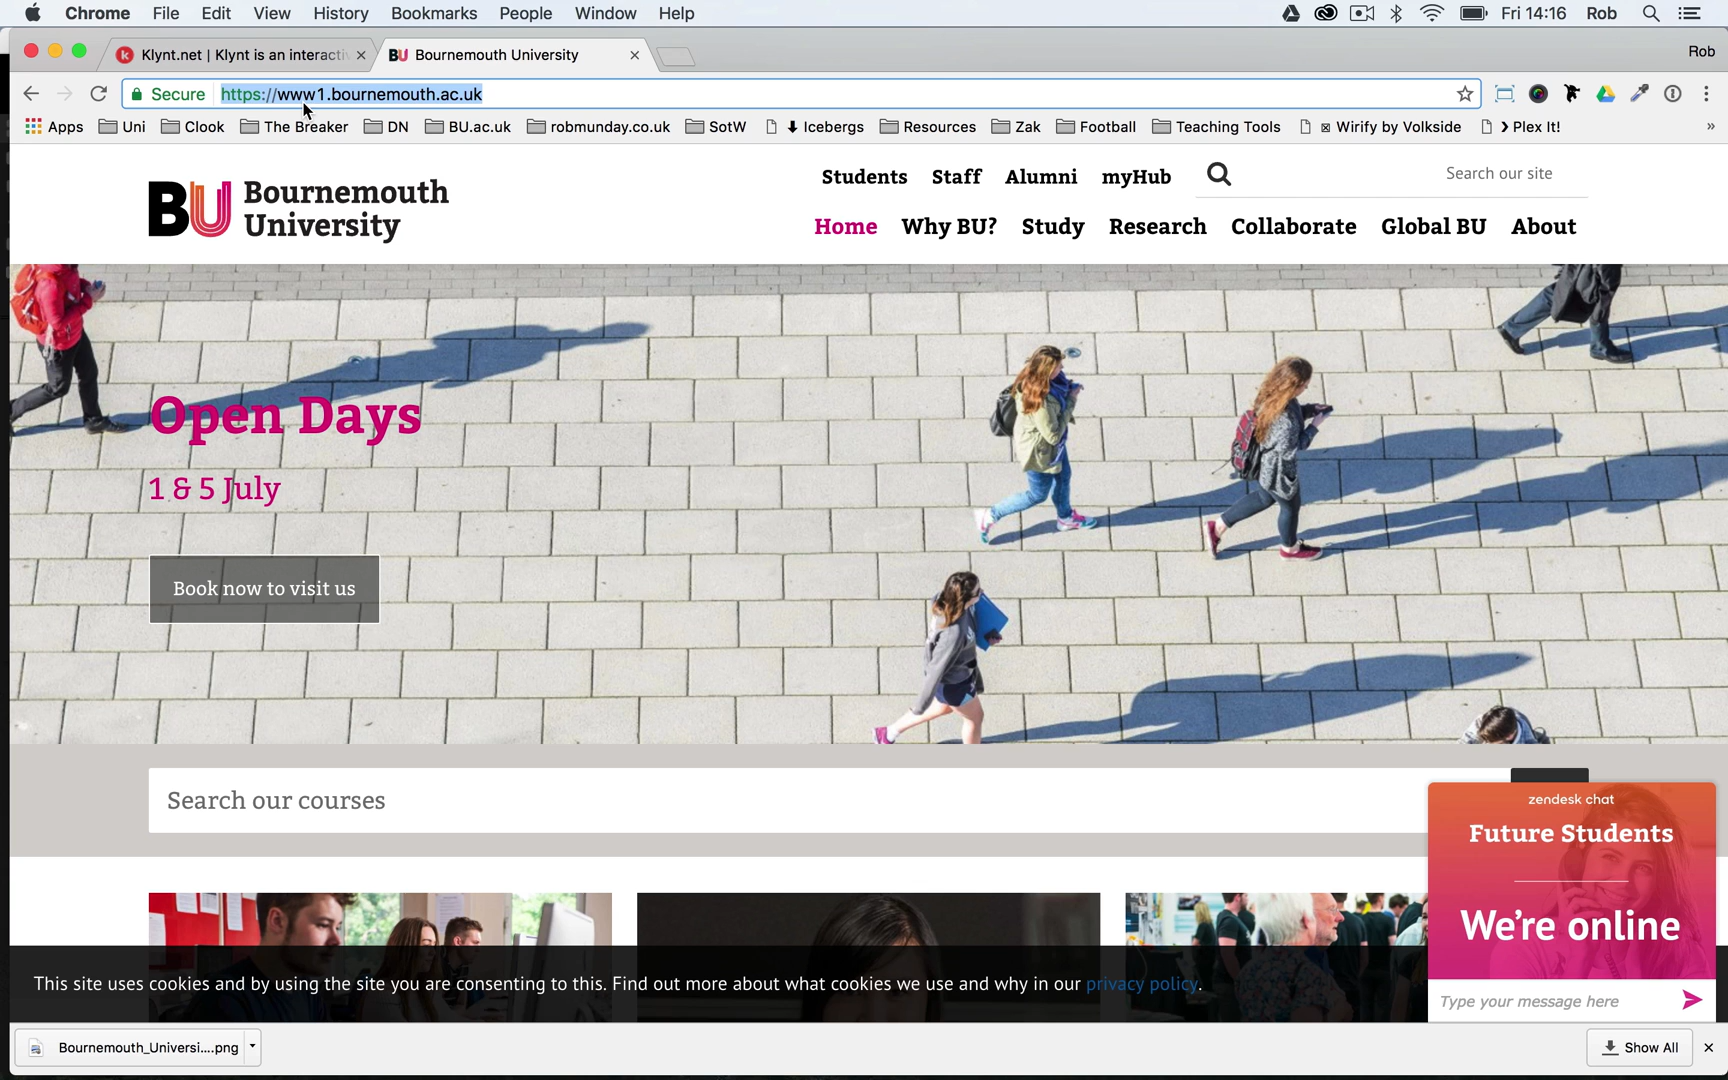 Chrome File Edit View History Bookmarks People Window Help Fri 14:16 Rob
Klynt.net | Klynt is an interactiv Bournemouth University Rob
Secure https://www1.bournemouth.ac.uk
Apps Uni Clook The Breaker DN BU.ac.uk robmunday.co.uk SotW Icebergs Resources Zak Football Teaching Tools Wirify by Volkside Plex It! »
Students Staff Alumni myHub Search our site
BU Bournemouth
University
Home Why BU? Study Research Collaborate Global BU About
Open Days
1 & 5 July
Book now to visit us
Search our courses
zendesk chat
Future Students
We're online
Type your message here
This site uses cookies and by using the site you are consenting to this. Find out more about what cookies we use and why in our privacy policy.
Bournemouth_Universi....png Show All